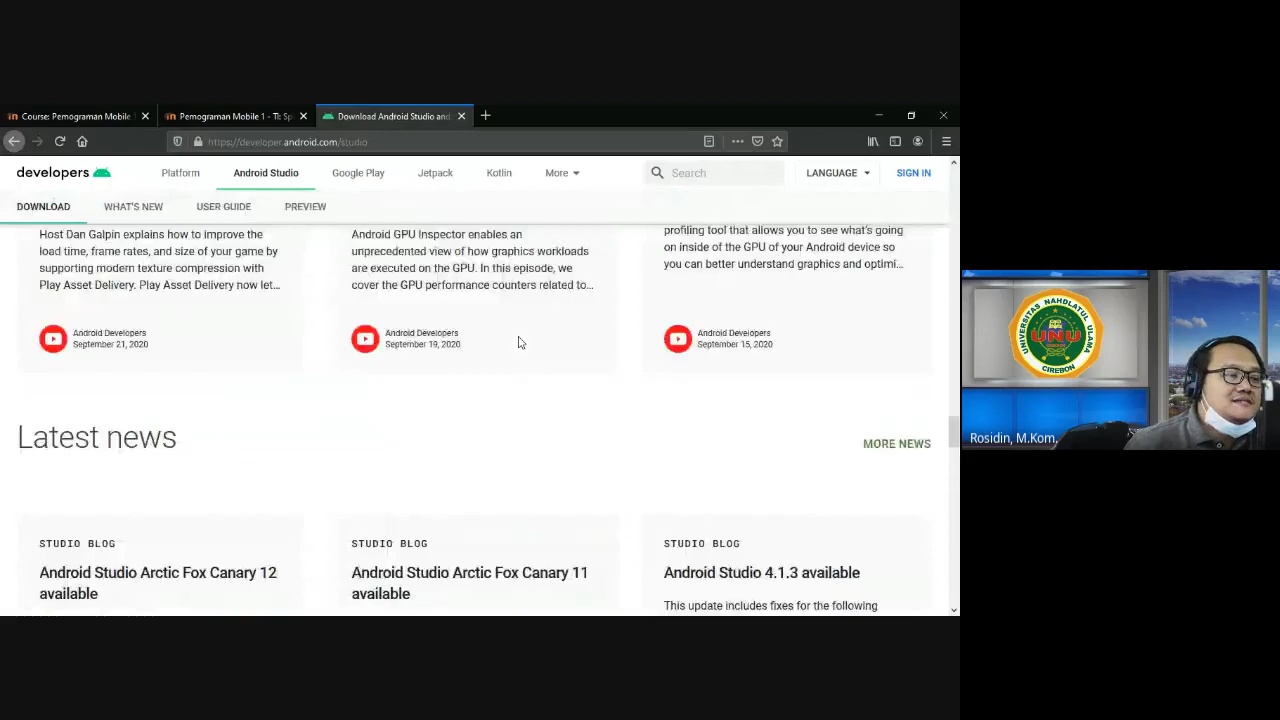 Course: Pemograman Mobile
Pemograman Mobile 1 - TI: Sp
Download Android Studio and
https://developer.android.com/studio
developers
Platform
Android Studio
Google Play
Jetpack
Kotlin
More
Search
LANGUAGE
SIGN IN
DOWNLOAD
WHAT'S NEW
USER GUIDE
PREVIEW
Host Dan Galpin explains how to improve the
load time, frame rates, and size of your game by
supporting modern texture compression with
Play Asset Delivery. Play Asset Delivery now let...
Android Developers
September 21, 2020
Android GPU Inspector enables an
unprecedented view of how graphics workloads
are executed on the GPU. In this episode, we
cover the GPU performance counters related to...
Android Developers
September 19, 2020
profiling tool that allows you to see what's going
on inside of the GPU of your Android device so
you can better understand graphics and optimi...
Android Developers
September 15, 2020
Latest news
MORE NEWS
STUDIO BLOG
Android Studio Arctic Fox Canary 12
available
STUDIO BLOG
Android Studio Arctic Fox Canary 11
available
STUDIO BLOG
Android Studio 4.1.3 available
This update includes fixes for the following
UNIVERSITAS NAHDLATUL ULAMA
UNU
CIREBON
Rosidin, M.Kom.